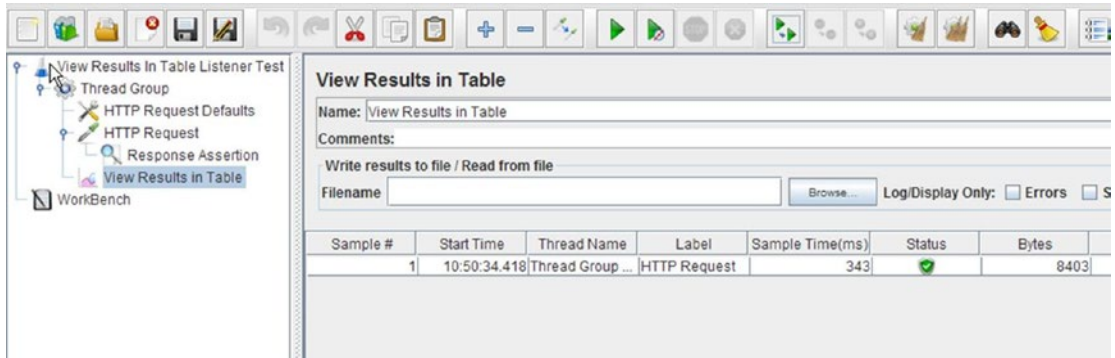 View Results In Table Listener Test
Thread Group
HTTP Request Defaults
HTTP Request
Response Assertion
View Results in Table
WorkBench
View Results in Table
Name: View Results in Table
Comments:
Write results to file / Read from file
Filename Browse... Log/Display Only: Errors S
Sample # Start Time Thread Name Label Sample Time(ms) Status Bytes
1 10:50:34.418 Thread Group ... HTTP Request 343 8403